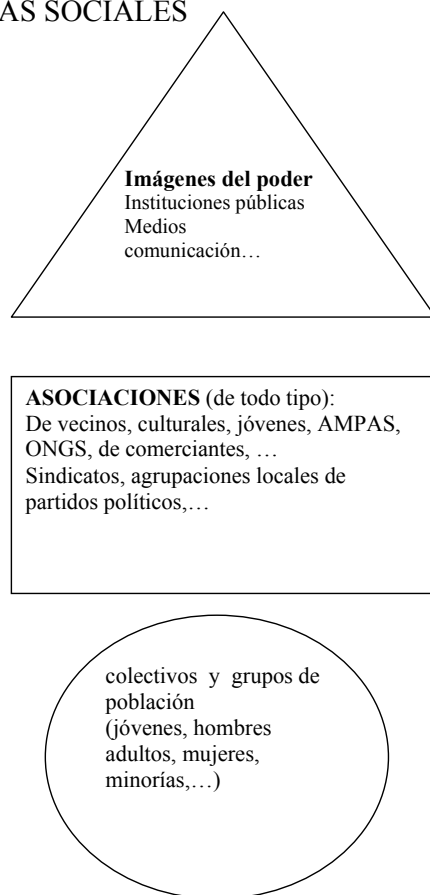 AS SOCIALES
Imágenes del poder
Instituciones públicas
Medios
comunicación…
ASOCIACIONES (de todo tipo):
De vecinos, culturales, jóvenes, AMPAS,
ONGS, de comerciantes, …
Sindicatos, agrupaciones locales de
partidos políticos,…
colectivos y grupos de
población
(jóvenes, hombres
adultos, mujeres,
minorías,…)